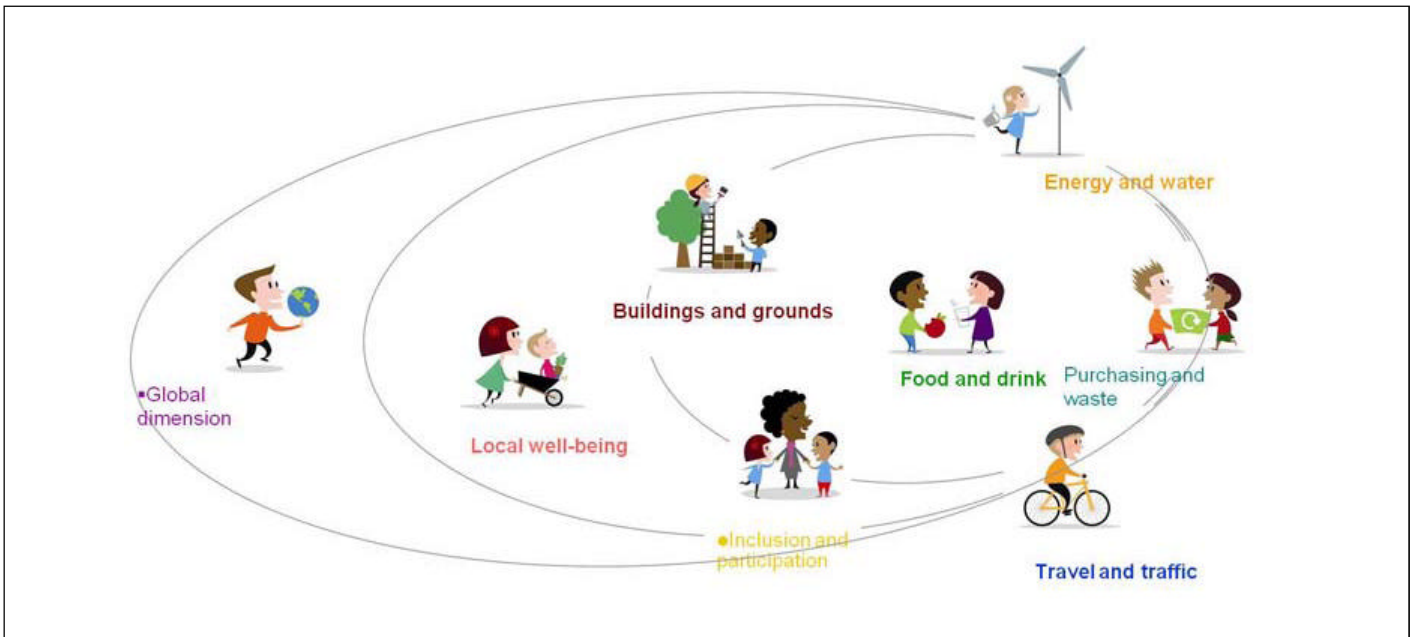 Energy and water
Buildings and grounds
Food and drink
Purchasing and
waste
•Global
dimension
Local well-being
•Inclusion and
participation
Travel and traffic